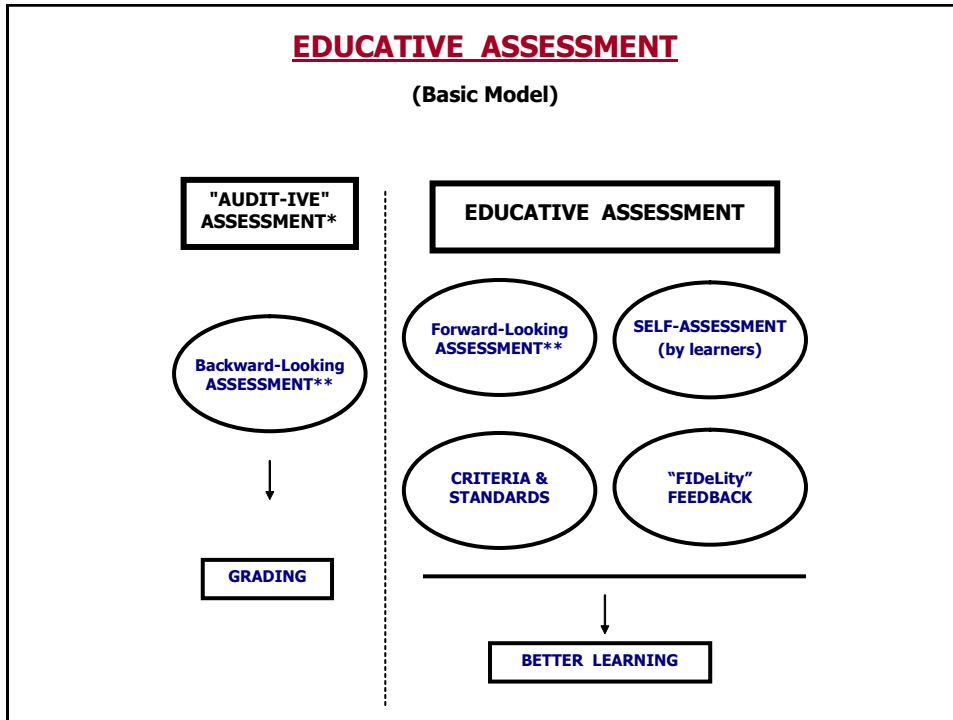 EDUCATIVE ASSESSMENT
(Basic Model)
"AUDIT-IVE"
ASSESSMENT*
EDUCATIVE ASSESSMENT
Backward-Looking
ASSESSMENT**
Forward-Looking
ASSESSMENT**
SELF-ASSESSMENT
(by learners)
CRITERIA &
STANDARDS
“FIDeLity”
FEEDBACK
GRADING
BETTER LEARNING